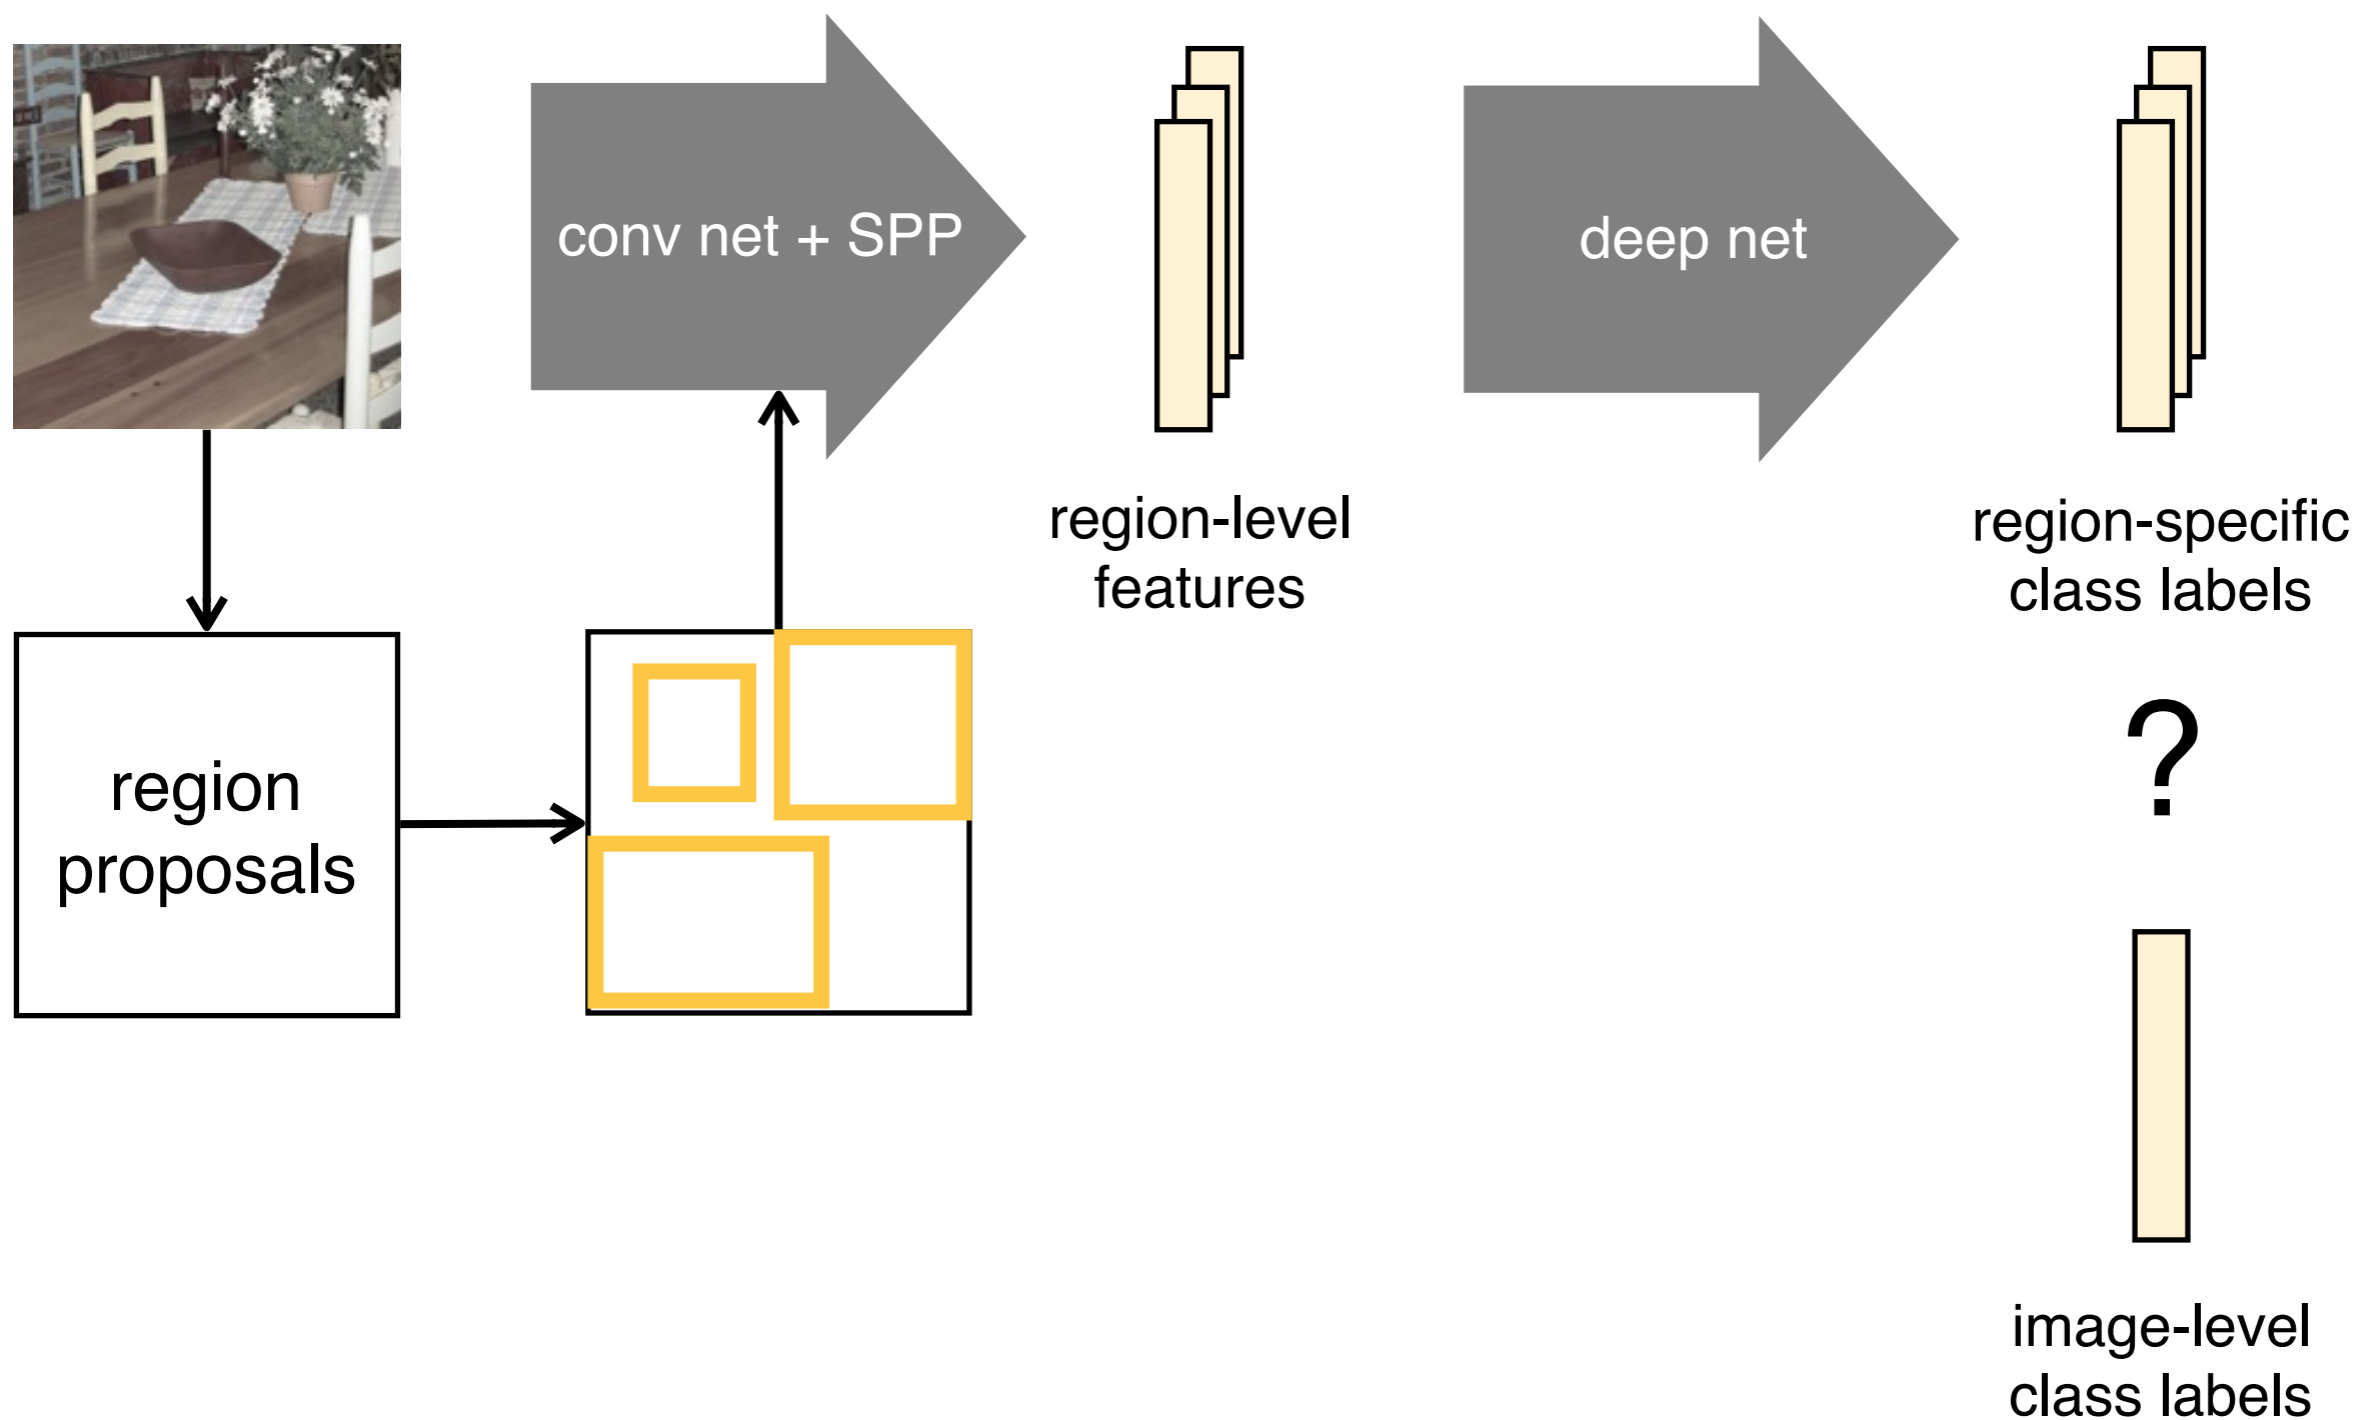 conv net + SPP
deep net
region-level
features
region-specific
class labels
region
proposals
?
image-level
class labels